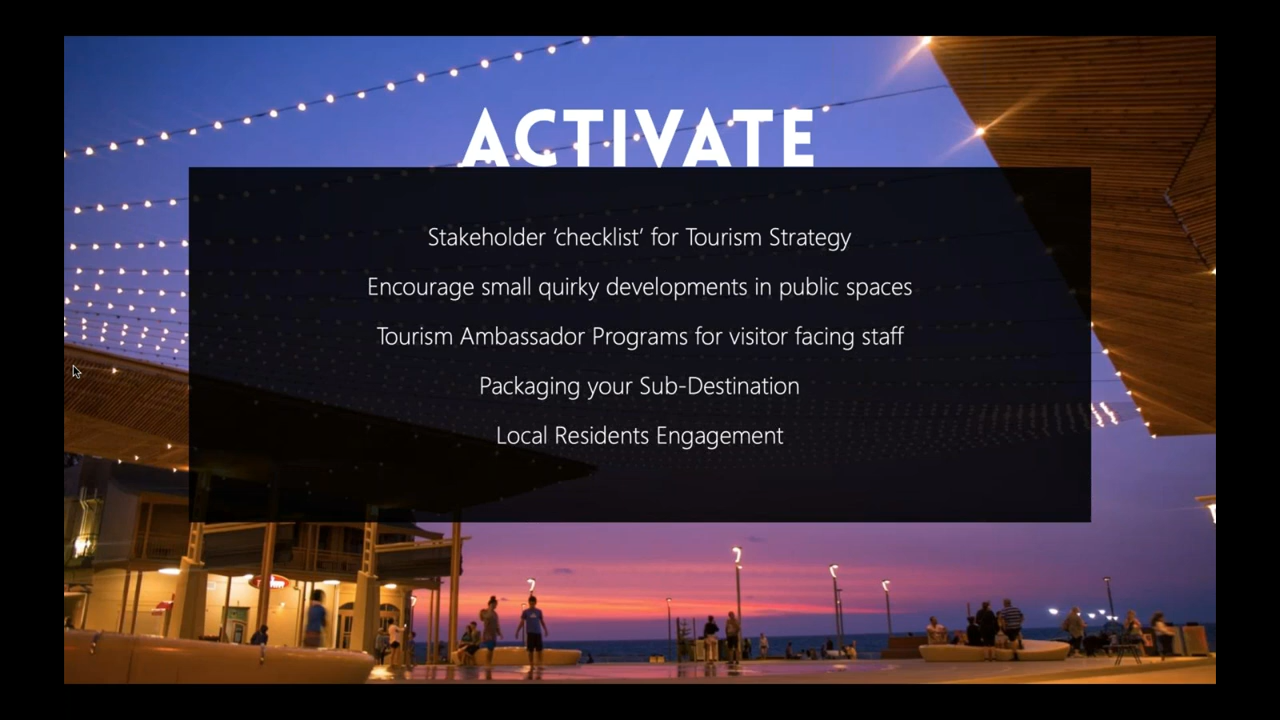 ACTIVATE
Stakeholder ‘checklist’ for Tourism Strategy
Encourage small quirky developments in public spaces
Tourism Ambassador Programs for visitor facing staff
Packaging your Sub-Destination
Local Residents Engagement